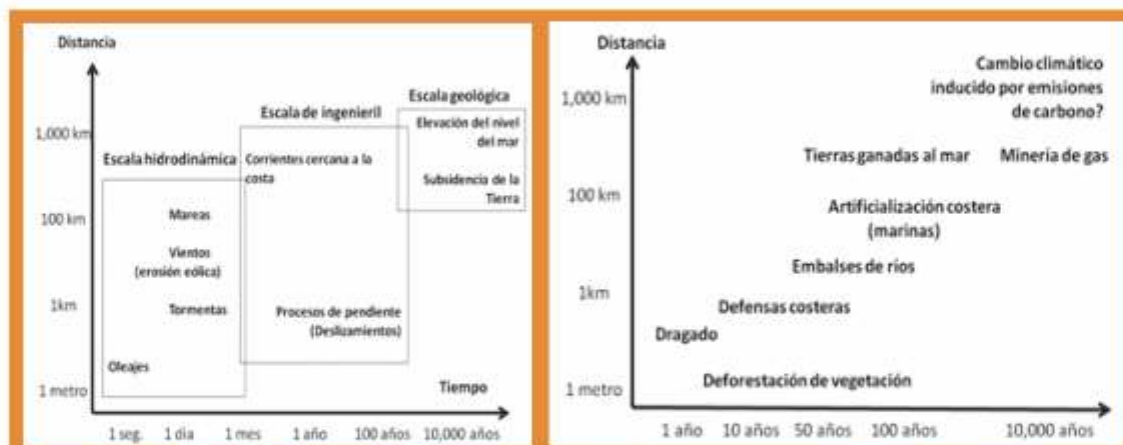 Distancia
Escala geológica
Escala de ingenieril
Elevación del nivel
del mar
1,000 km
Escala hidrodinámica
Corrientes cercana a la
costa
Subsidencia de la
Tierra
100 km
Mareas
Vientos
(erosión eólica)
1km
Tormentas
Procesos de pendiente
(Desliuamientos)
Oleajes
1 metro
Tiempo
1 seg.
1 dia
1 mes
1 año
100 años
10,000 años
Distancia
Cambio climático
inducido por emisiones
de carbono?
1,000 km
Tierras ganadas al mar
Minería de gas
100 km
Artificialización costera
(marinas)
Embalses de ríos
1km
Defensas costeras
Dragado
Deforestación de vegetación
1 metro
1 año
10 años
50 años
100 años
10,000 años